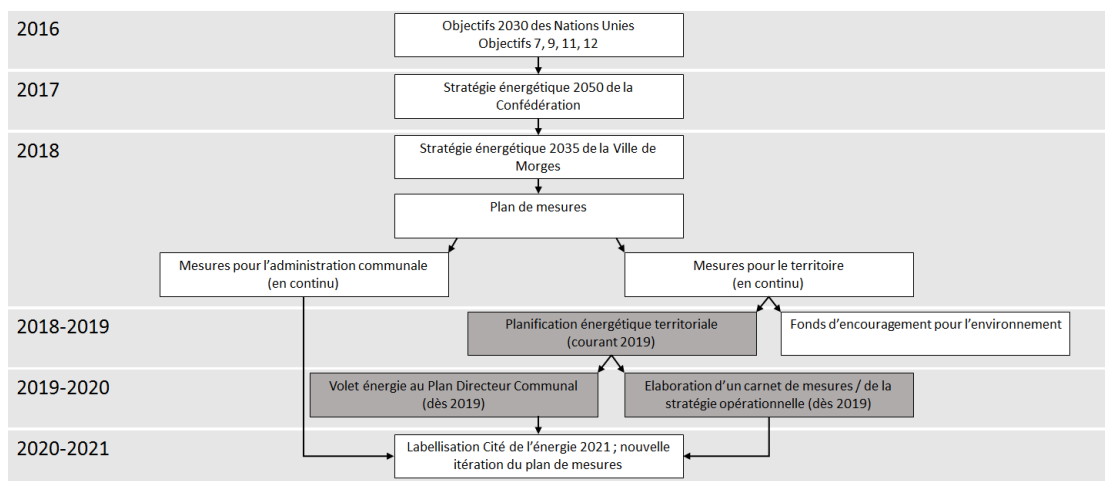 2016
Objectifs 2030 des Nations Unies
Objectifs 7, 9, 11, 12
2017
Stratégie énergétique 2050 de la
Confédération
2018
Stratégie énergétique 2035 de la Ville de
Morges
Plan de mesures
Mesures pour l'administration communale
(en continu)
Mesures pour le territoire
(en continu)
2018-2019
Planification énergétique territoriale
(courant 2019)
Fonds d'encouragement pour l'environnement
2019-2020
Volet énergie au Plan Directeur Communal
(dès 2019)
Elaboration d'un carnet de mesures / de la
stratégie opérationnelle (dès 2019)
2020-2021
Labellisation Cité de l'énergie 2021 ; nouvelle
itération du plan de mesures